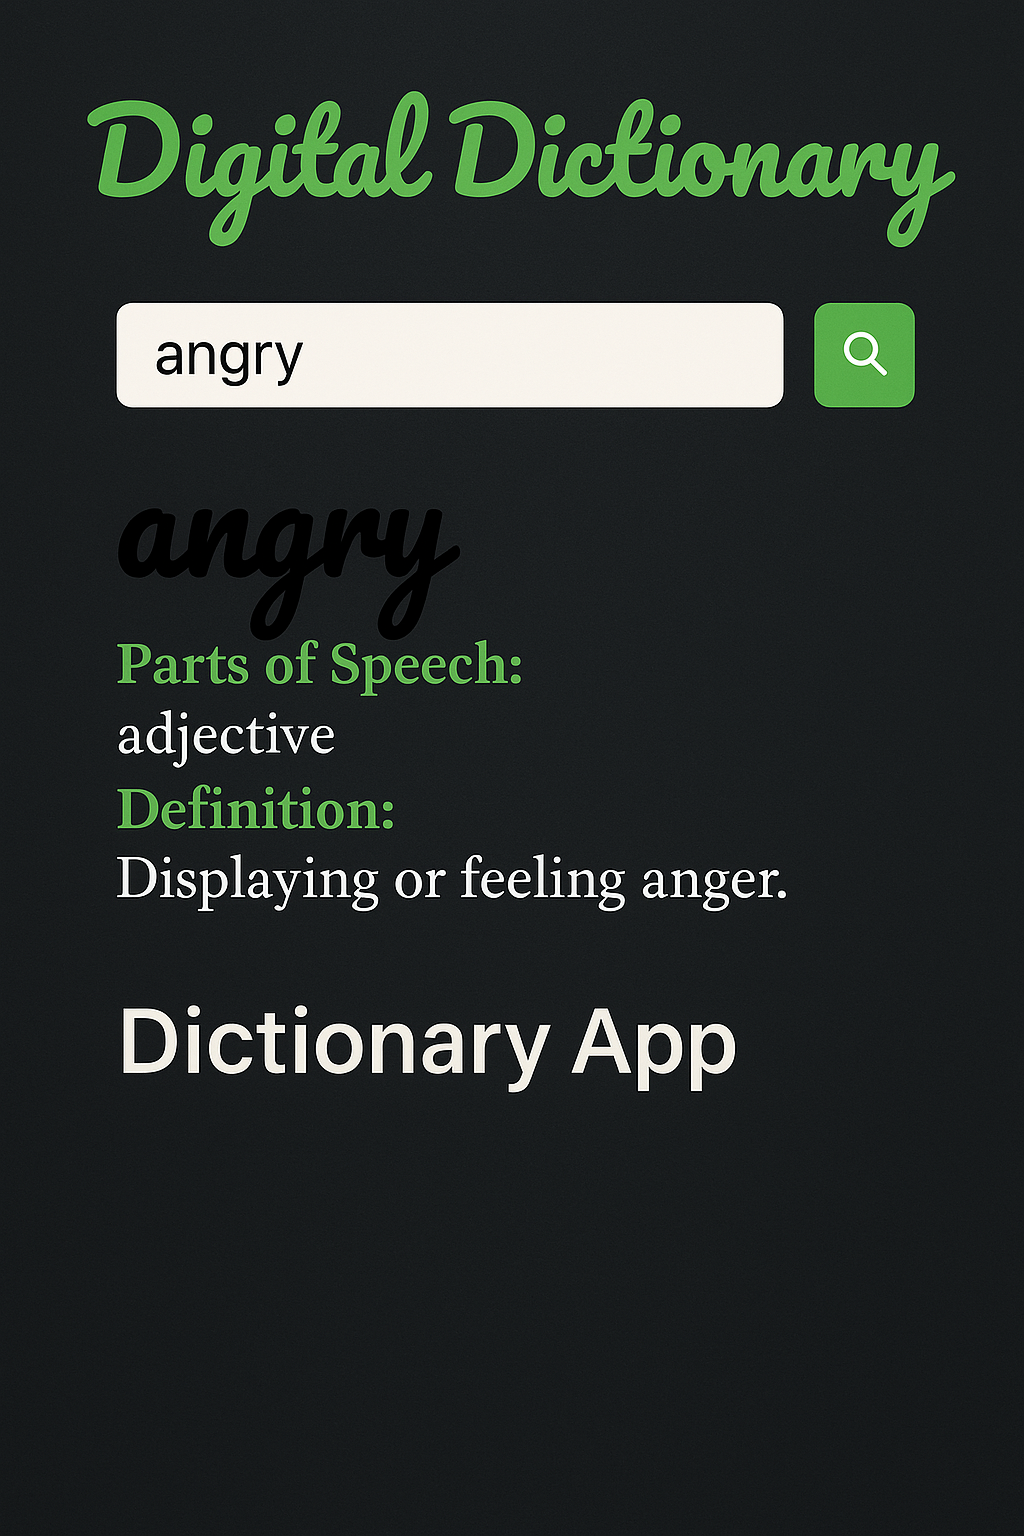 Digital Dictionary
angry
angry
Parts of Speech:
adjective
Definition:
Displaying or feeling anger.
Dictionary App